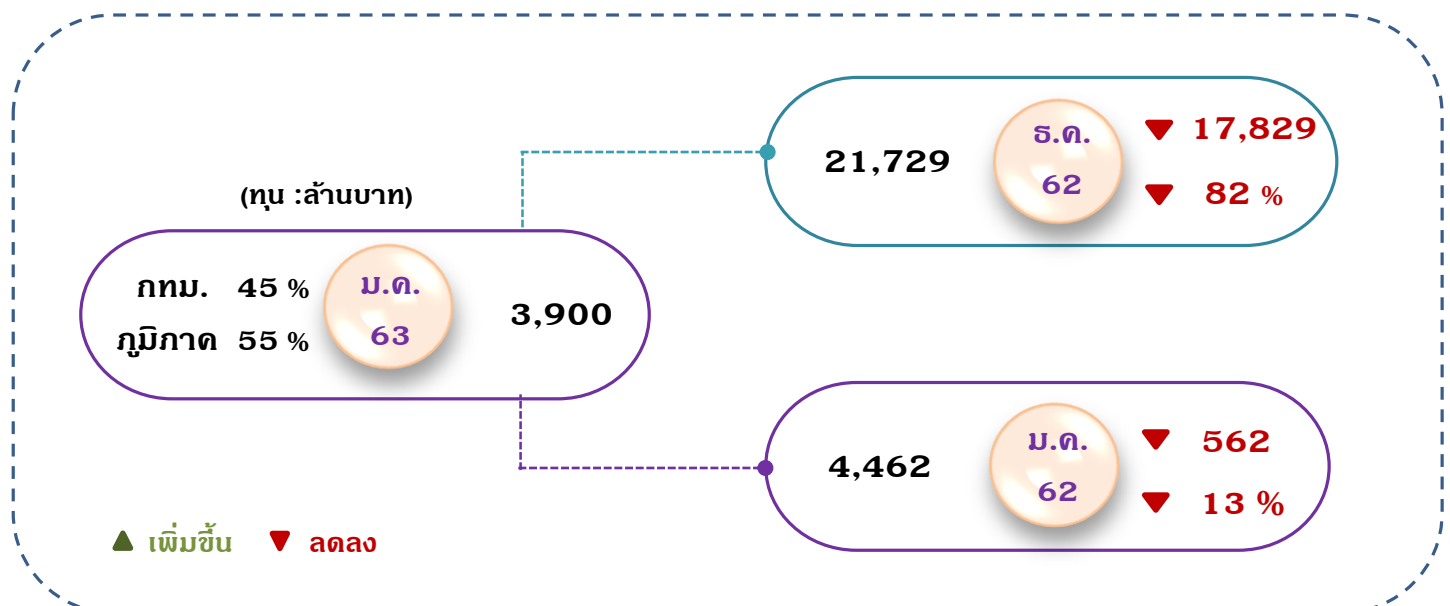 (ทุน :ล้านบาท)
กทม. 45 %
ภูมิภาค 55 %
ม.ค.
63
3,900
21,729
ธ.ค.
62
▼ 17,829
▼ 82 %
4,462
ม.ค.
62
▼ 562
▼ 13 %
▲ เพิ่มขึ้น ▼ ลดลง